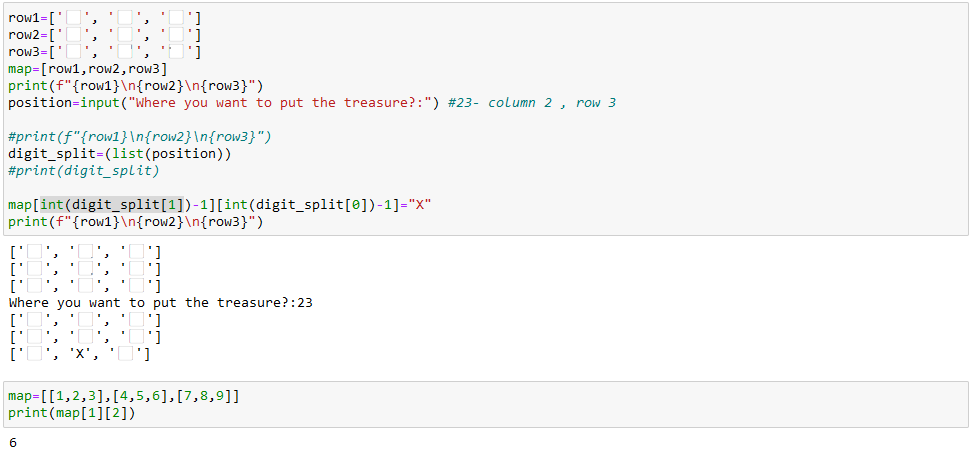 row1=['⬜', '⬜', '⬜']
row2=['⬜', '⬜', '⬜']
row3=['⬜', '⬜', '⬜']
map=[row1,row2,row3]
print(f"{row1}\n{row2}\n{row3}")
position=input("Where you want to put the treasure?:") #23- column 2 , row 3
#print(f"{row1}\n{row2}\n{row3}")
digit_split=(list(position))
#print(digit_split)
map[int(digit_split[1])-1][int(digit_split[0])-1]="X"
print(f"{row1}\n{row2}\n{row3}")
['⬜', '⬜', '⬜']
['⬜', '⬜', '⬜']
['⬜', '⬜', '⬜']
Where you want to put the treasure?:23
['⬜', '⬜', '⬜']
['⬜', '⬜', '⬜']
['⬜', 'X', '⬜']
map=[[1,2,3],[4,5,6],[7,8,9]]
print(map[1][2])
6